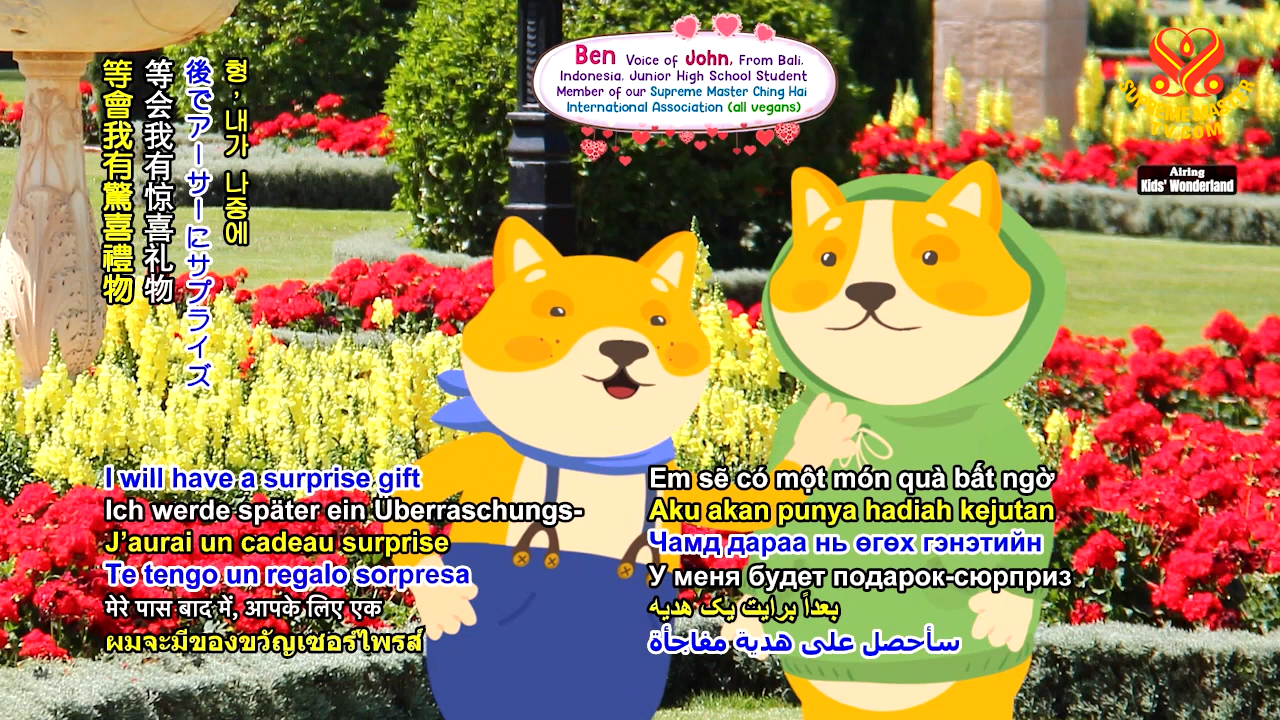 Ben Voice of John, From Bali,
Indonesia, Junior High School Student
Member of our Supreme Master Ching Hai
International Association (all vegans)
SUPREME MASTER
TV.COM
Airing
Kids' Wonderland
형, 내가 나중에
後でアーサーにサプライズ
等会我有惊喜礼物
等會我有驚喜禮物
I will have a surprise gift
Ich werde später ein Überraschungs-
J'aurai un cadeau surprise
Te tengo un regalo sorpresa
मेरे पास बाद में, आपके लिए एक
ผมจะมีของขวัญเซอร์ไพรส์
Em sẽ có một món quà bất ngờ
Aku akan punya hadiah kejutan
Чамд дараа нь өгөх гэнэтийн
У меня будет подарок-сюрприз
بعداً برایت یک هدیه
سأحصل على هدية مفاجأة